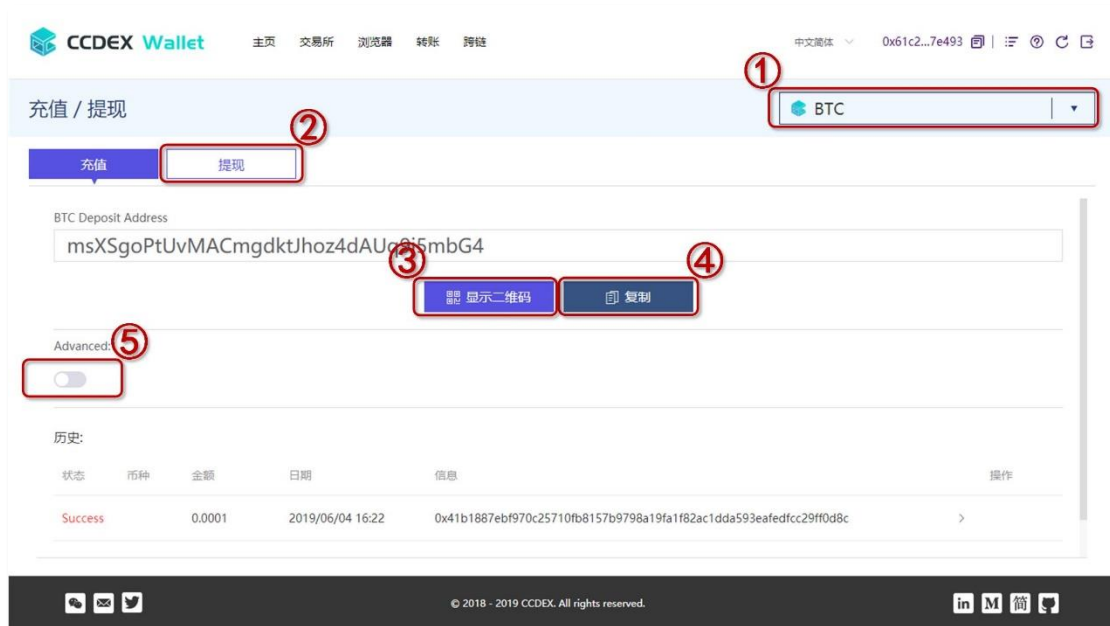 CCDEX Wallet 主页 交易所 浏览器 转账 跨链 中文简体 0x61c2...7e493
①
充值 / 提现 BTC
②
充值 提现
BTC Deposit Address
msXSgoPtUvMACmgdktJhoz4dAUq9i5mbG4
③ ④
显示二维码 复制
Advanced: ⑤
历史:
状态 币种 金额 日期 信息 操作
Success 0.0001 2019/06/04 16:22 0x41b1887ebf970c25710fb8157b9798a19fa1f82ac1dda593eafedfcc29ff0d8c
© 2018 - 2019 CCDEX. All rights reserved. in M 简